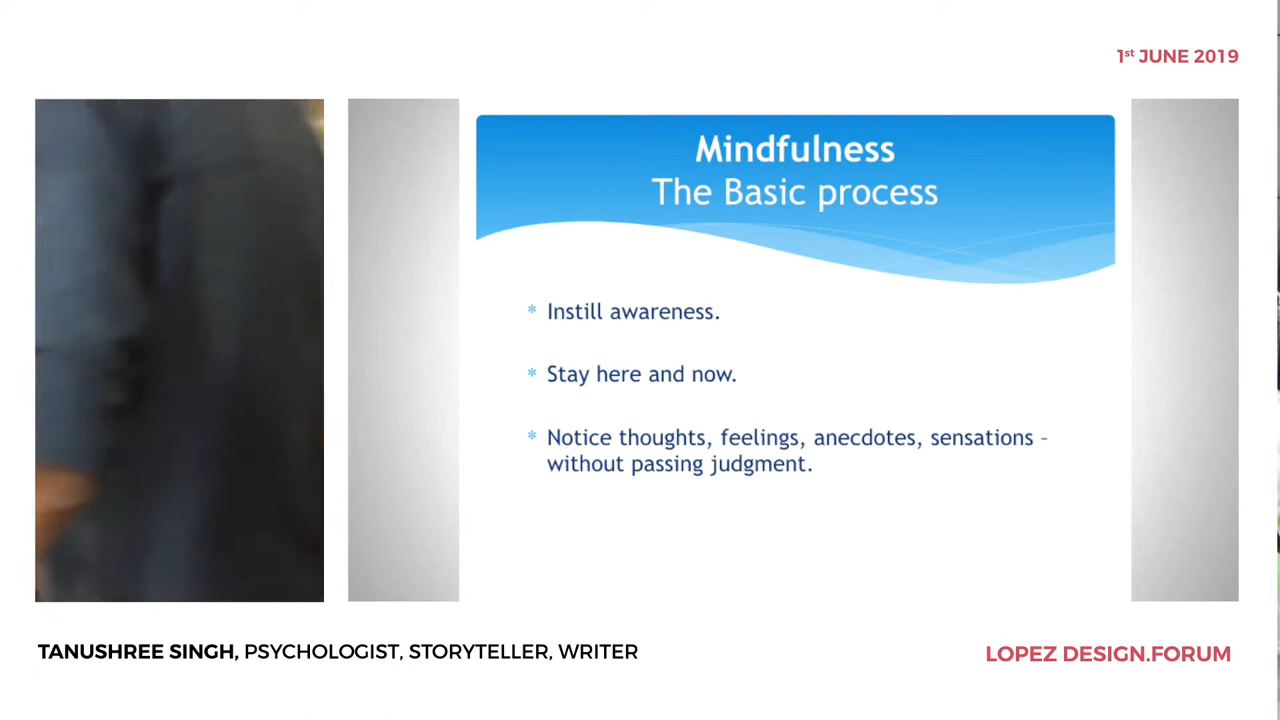 1st JUNE 2019
Mindfulness
The Basic process
* Instill awareness.
* Stay here and now.
* Notice thoughts, feelings, anecdotes, sensations –
without passing judgment.
TANUSHREE SINGH, PSYCHOLOGIST, STORYTELLER, WRITER
LOPEZ DESIGN.FORUM